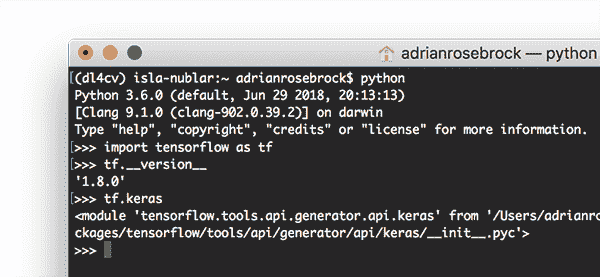 adrianrosebrock — python
[(dl4cv) isla-nublar:~ adrianrosebrock$ python
Python 3.6.0 (default, Jun 29 2018, 20:13:13)
[Clang 9.1.0 (clang-902.0.39.2)] on darwin
Type "help", "copyright", "credits" or "license" for more information.
[>>> import tensorflow as tf
[>>> tf.__version__
'1.8.0'
[>>> tf.keras
<module 'tensorflow.tools.api.generator.api.keras' from '/Users/adrianro
ckages/tensorflow/tools/api/generator/api/keras/__init__.pyc'>
>>>